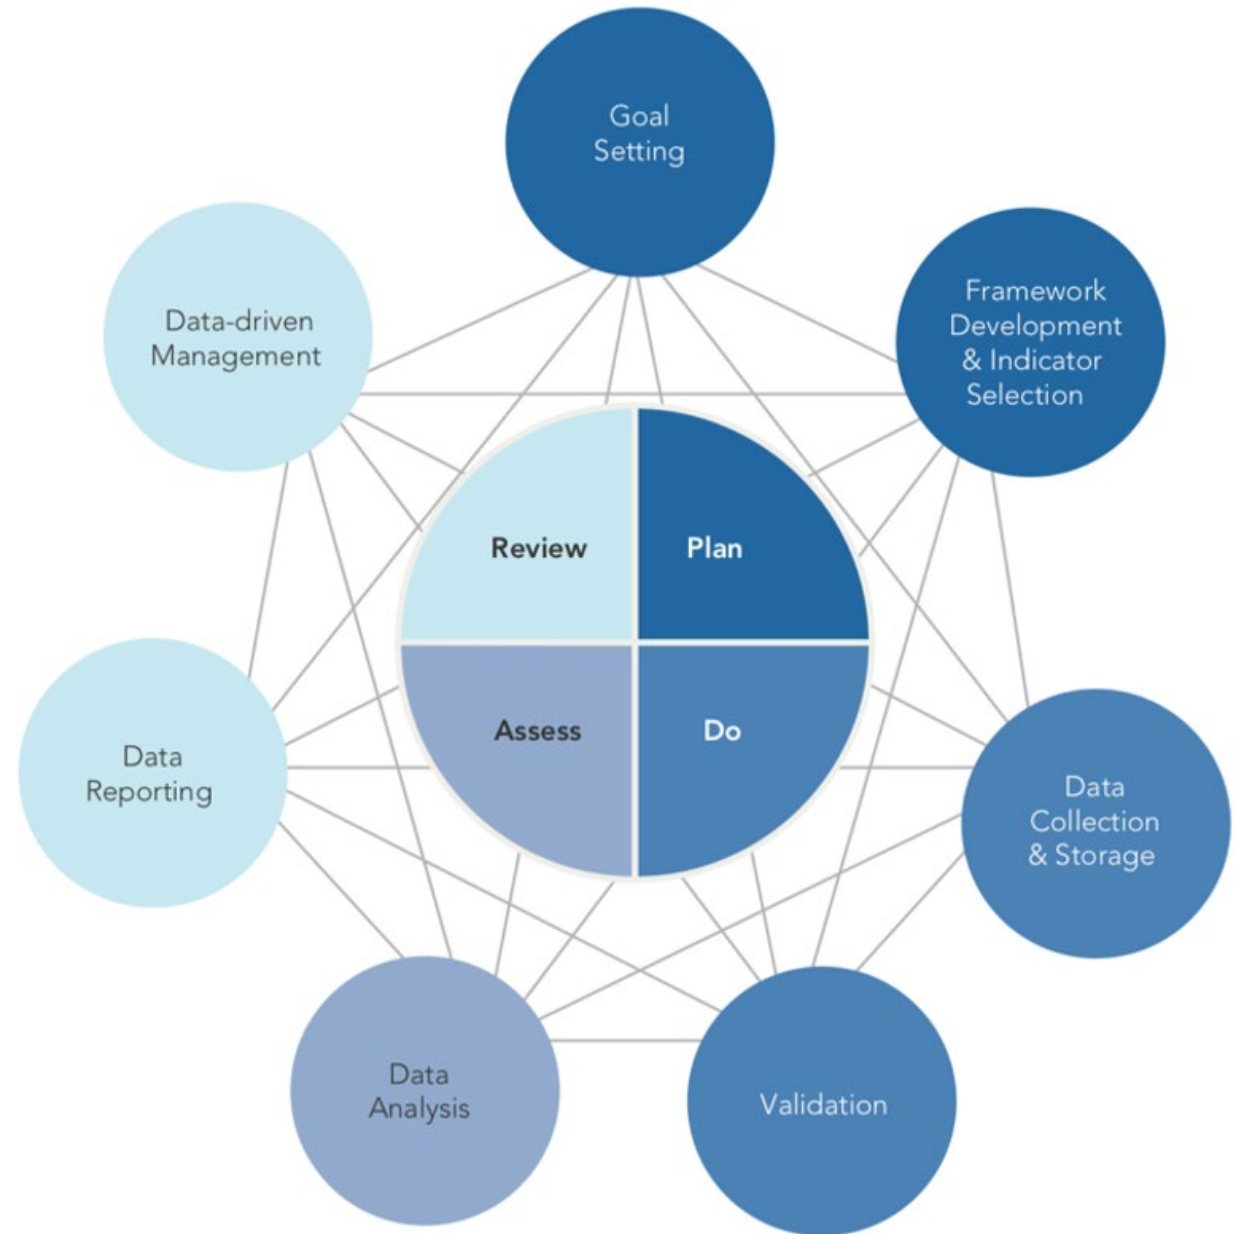 Goal
Setting
Framework
Development
& Indicator
Selection
Data-driven
Management
Review
Plan
Assess
Do
Data
Reporting
Data
Collection
& Storage
Data
Analysis
Validation